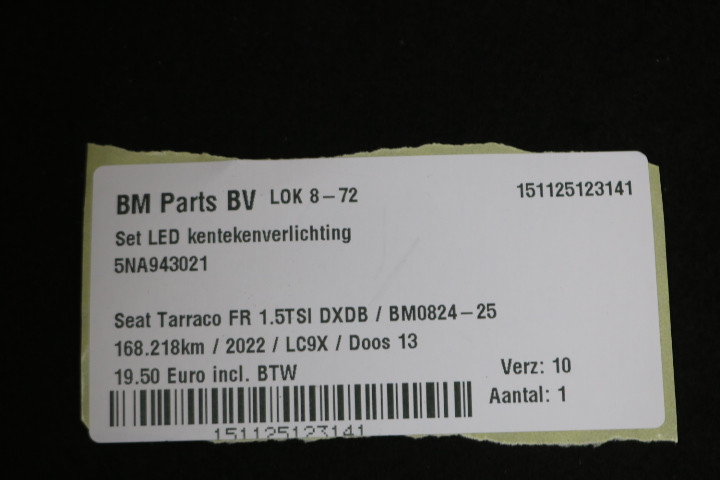 BM Parts BV LOK 8-72 151125123141
Set LED kentekenverlichting
5NA943021
Seat Tarraco FR 1.5TSI DXDB / BM0824-25
168.218km / 2022 / LC9X / Doos 13
19.50 Euro incl. BTW Verz: 10
Aantal: 1
151125123141